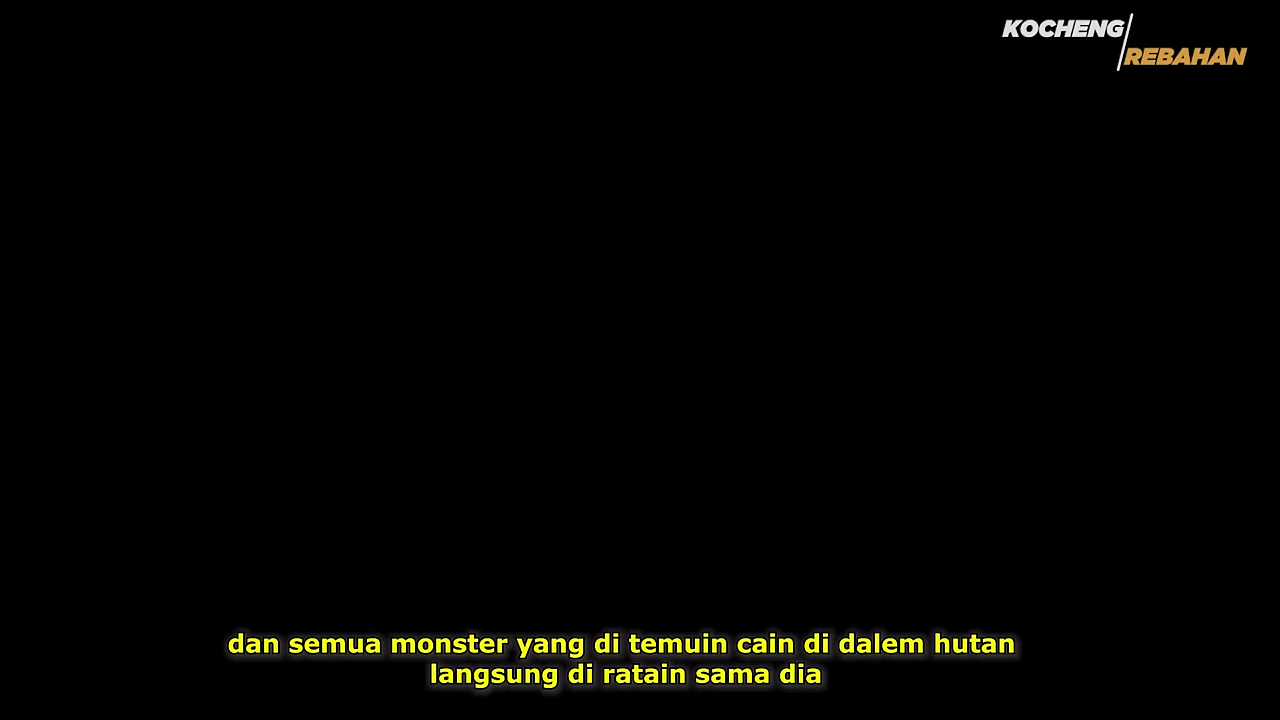 KOCHENG
REBAHAN
dan semua monster yang di temuin cain di dalem hutan
langsung di ratain sama dia